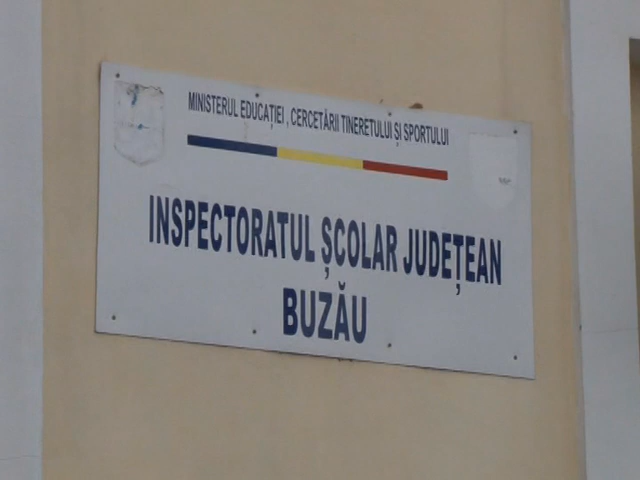 MINISTERUL EDUCAȚIEI, CERCETĂRII TINERETULUI ȘI SPORTULUI
INSPECTORATUL ȘCOLAR JUDEȚEAN
BUZĂU